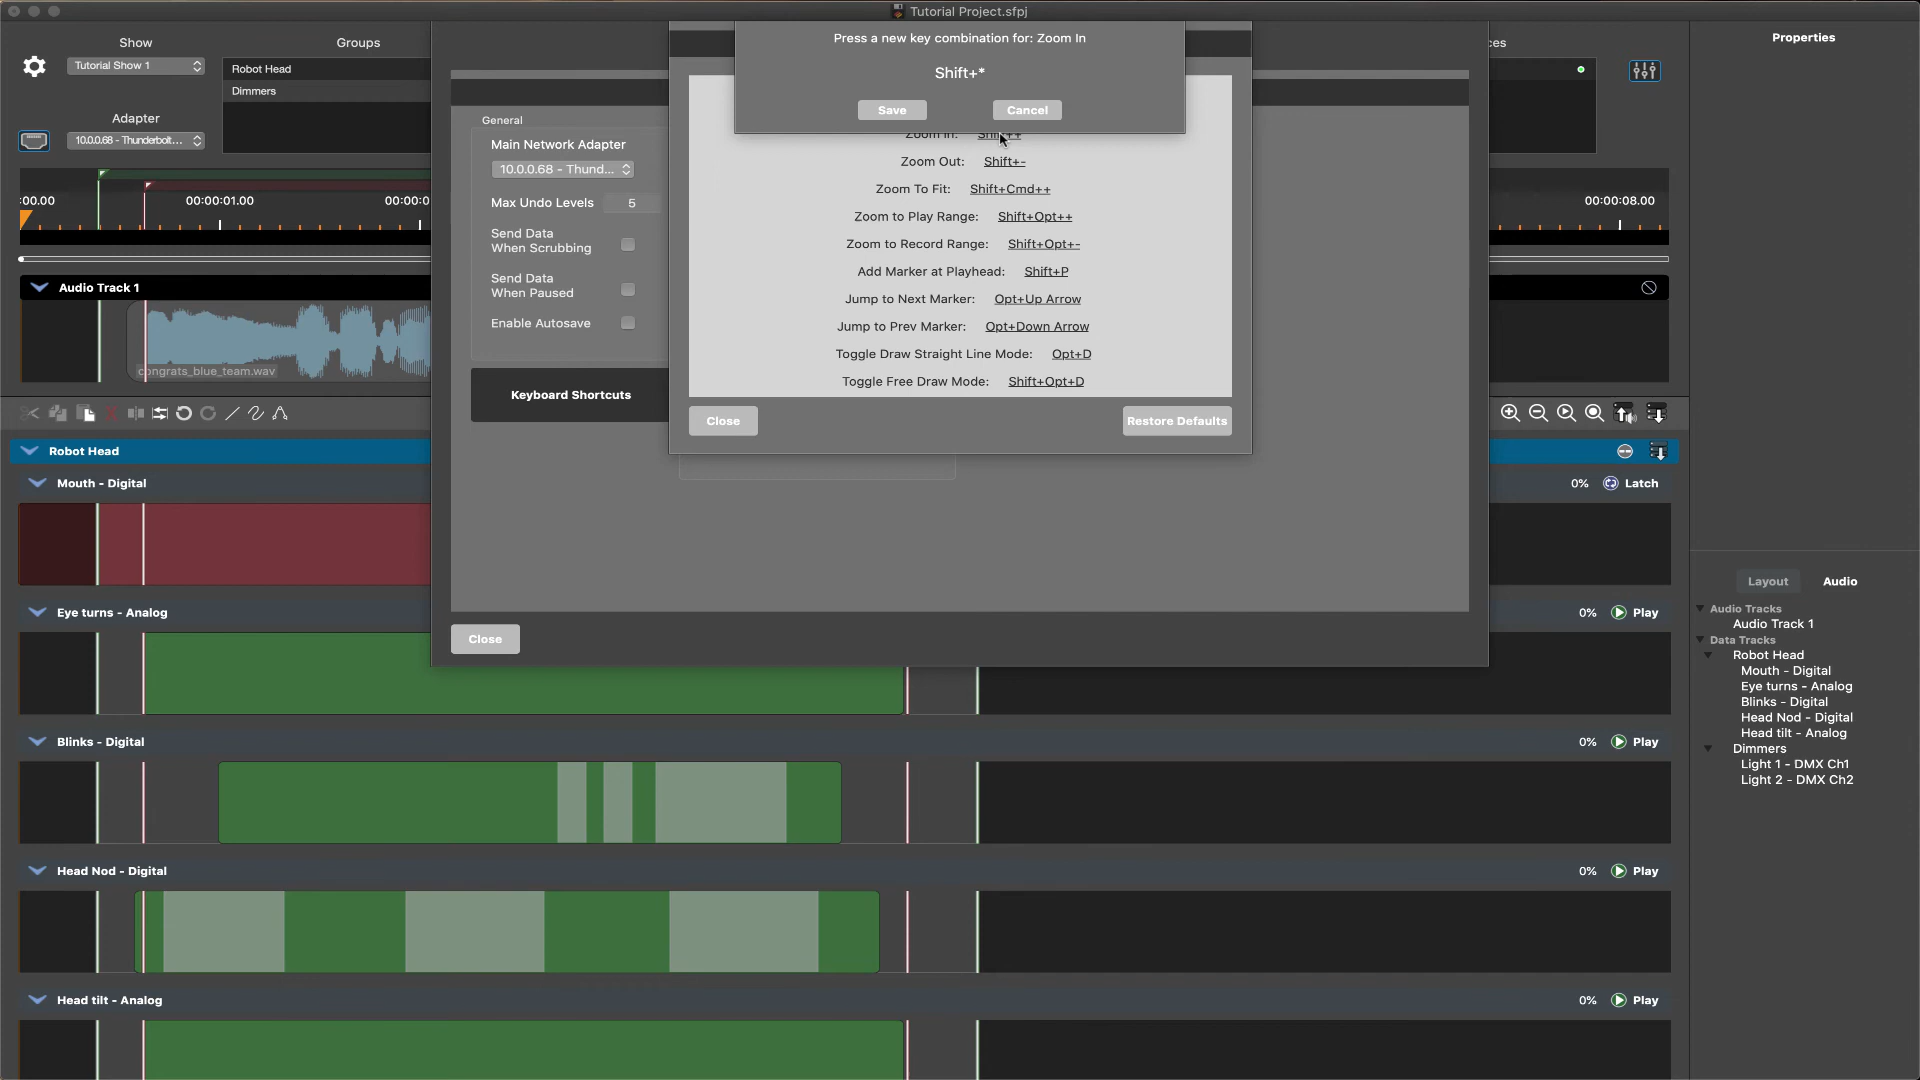 Tutorial Project.sfpj
Show
Groups
Tutorial Show 1
Robot Head
Dimmers
Adapter
10.0.0.68 - Thunderbolt...
Press a new key combination for: Zoom In
Shift+*
Save
Cancel
ces
Properties
:00.00
00:00:01.00
00:00:0
00:00:08.00
General
Main Network Adapter
10.0.0.68 - Thund...
Max Undo Levels
5
Send Data
When Scrubbing
Send Data
When Paused
Enable Autosave
Keyboard Shortcuts
Zoom In: Shift++
Zoom Out: Shift+-
Zoom To Fit: Shift+Cmd++
Zoom to Play Range: Shift+Opt++
Zoom to Record Range: Shift+Opt+-
Add Marker at Playhead: Shift+P
Jump to Next Marker: Opt+Up Arrow
Jump to Prev Marker: Opt+Down Arrow
Toggle Draw Straight Line Mode: Opt+D
Toggle Free Draw Mode: Shift+Opt+D
Close
Restore Defaults
Close
Audio Track 1
congrats_blue_team.wav
Robot Head
Mouth - Digital
0%
Latch
Eye turns - Analog
0%
Play
Blinks - Digital
0%
Play
Head Nod - Digital
0%
Play
Head tilt - Analog
0%
Play
Layout
Audio
Audio Tracks
Audio Track 1
Data Tracks
Robot Head
Mouth - Digital
Eye turns - Analog
Blinks - Digital
Head Nod - Digital
Head tilt - Analog
Dimmers
Light 1 - DMX Ch1
Light 2 - DMX Ch2